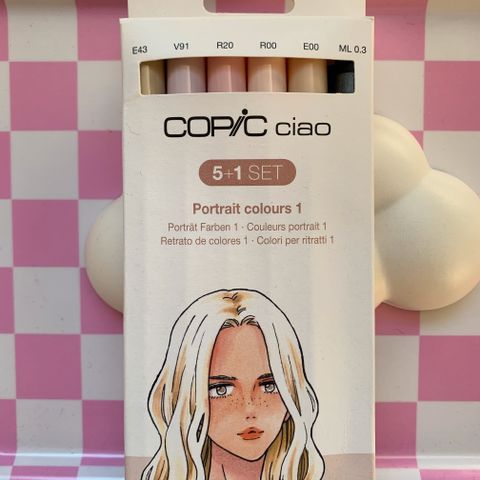 E43 V91 R20 R00 E00 ML 0.3
COPIC ciao
5+1 SET
Portrait colours 1
Porträt Farben 1 · Couleurs portrait 1
Retrato de colores 1 · Colori per ritratti 1